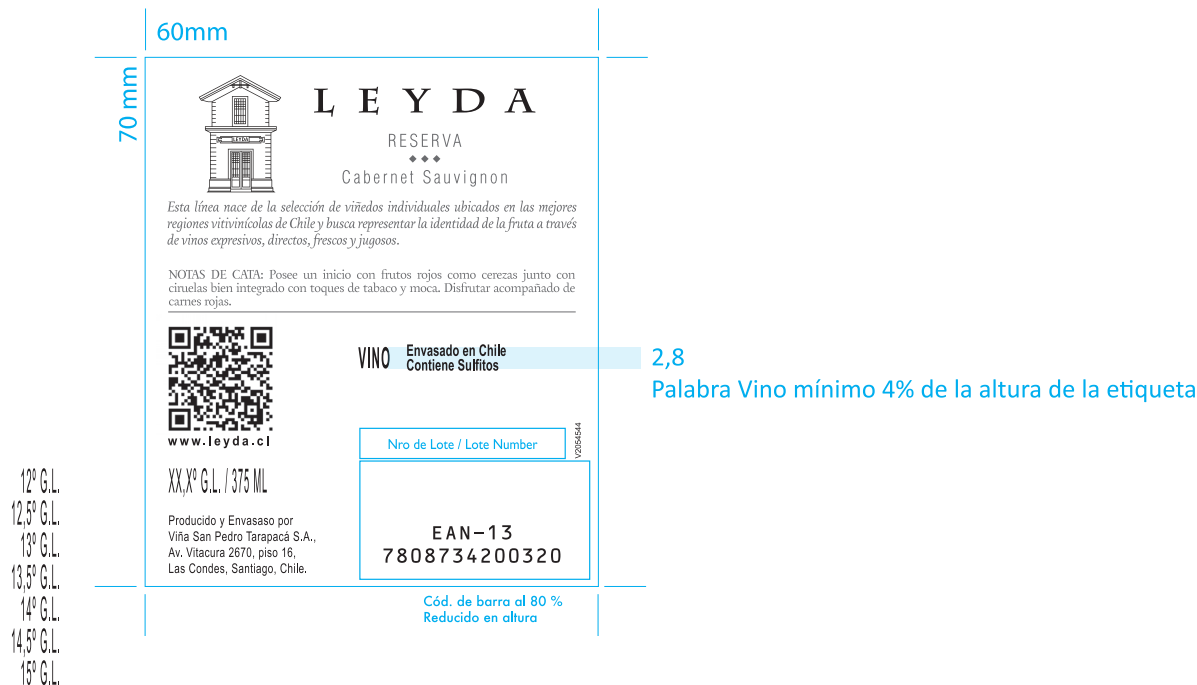 60mm
70 mm
LEYDA
LEYDA
RESERVA
Cabernet Sauvignon
Esta línea nace de la selección de viñedos individuales ubicados en las mejores
regiones vitivinícolas de Chile y busca representar la identidad de la fruta a través
de vinos expresivos, directos, frescos y jugosos.
NOTAS DE CATA: Posee un inicio con frutos rojos como cerezas junto con
ciruelas bien integrado con toques de tabaco y moca. Disfrutar acompañado de
carnes rojas.
www.leyda.cl
VINO
Envasado en Chile
Contiene Sulfitos
2,8
Palabra Vino mínimo 4% de la altura de la etiqueta
Nro de Lote / Lote Number
V2054544
XX,Xº G.L. / 375 ML
Producido y Envasaso por
Viña San Pedro Tarapacá S.A.,
Av. Vitacura 2670, piso 16,
Las Condes, Santiago, Chile.
EAN-13
7808734200320
Cód. de barra al 80 %
Reducido en altura
12º G.L.
12,5º G.L.
13º G.L.
13,5º G.L.
14º G.L.
14,5º G.L.
15º G.L.